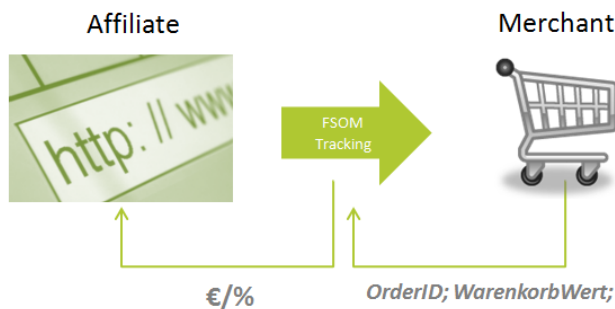 Affiliate
Merchant
http: // www
FSOM
Tracking
€/%
OrderID; WarenkorbWert;